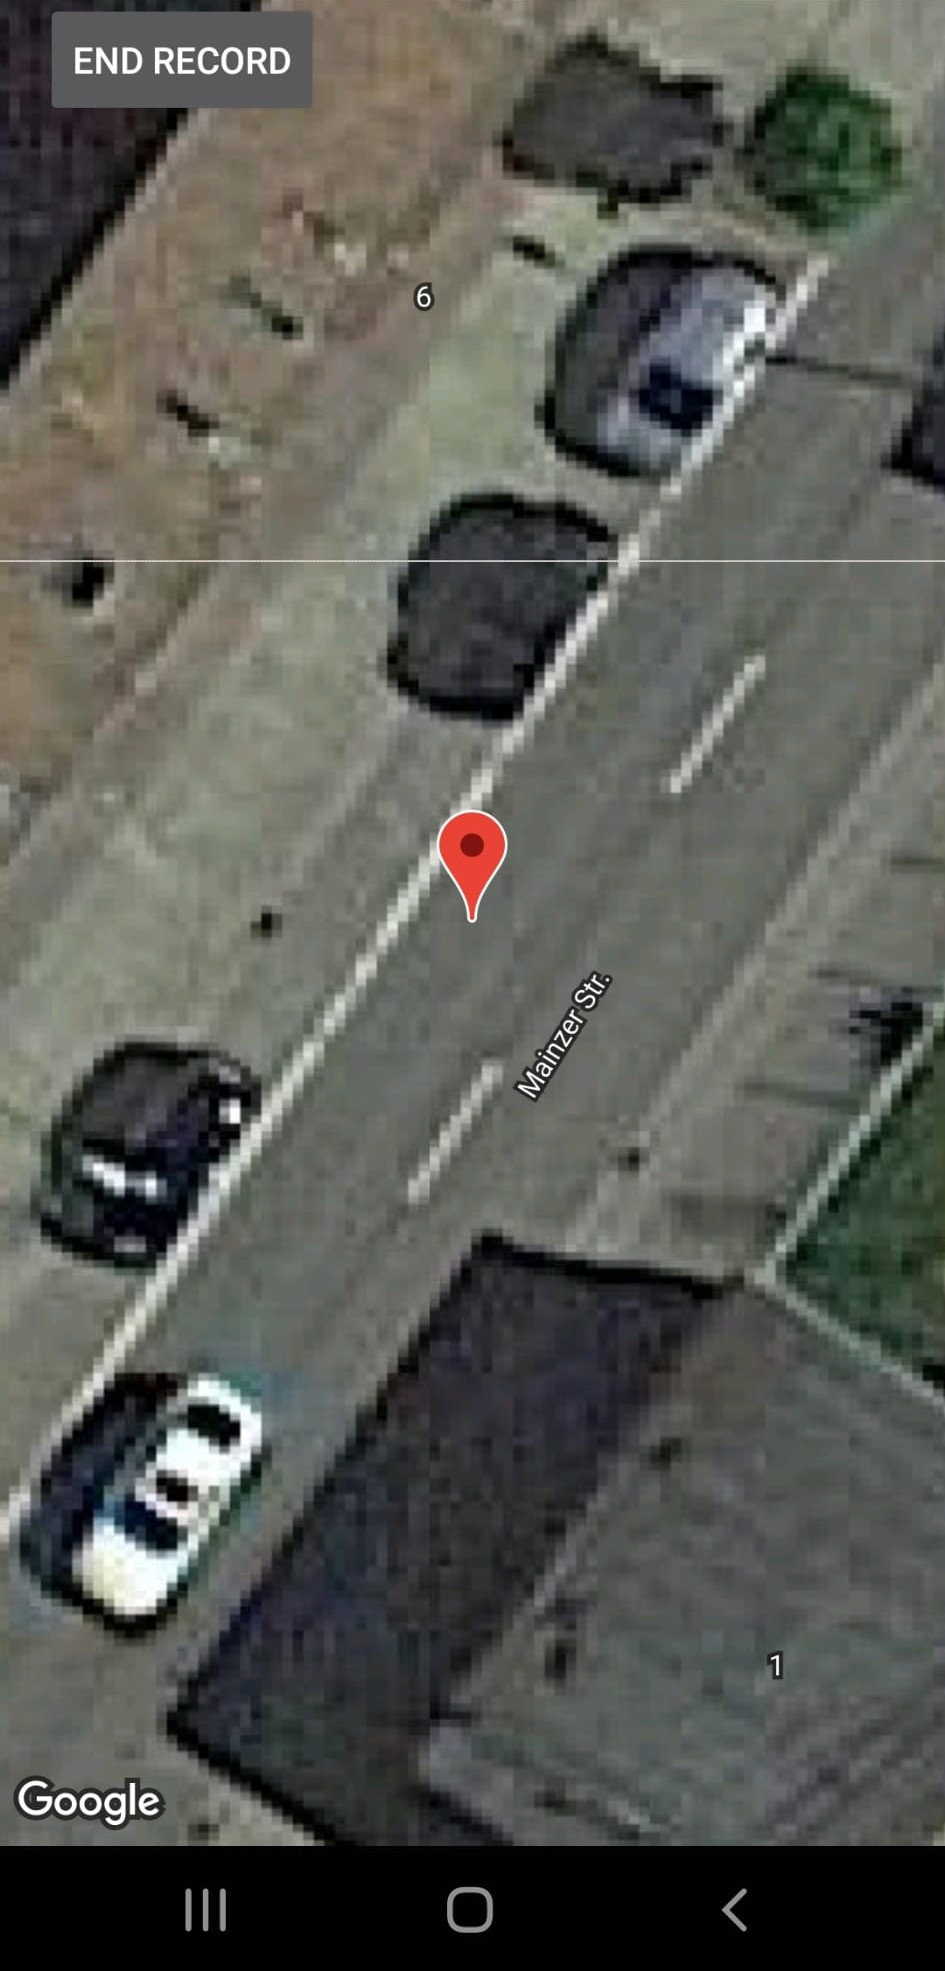 END RECORD
6
Mainzer Str.
1
Google